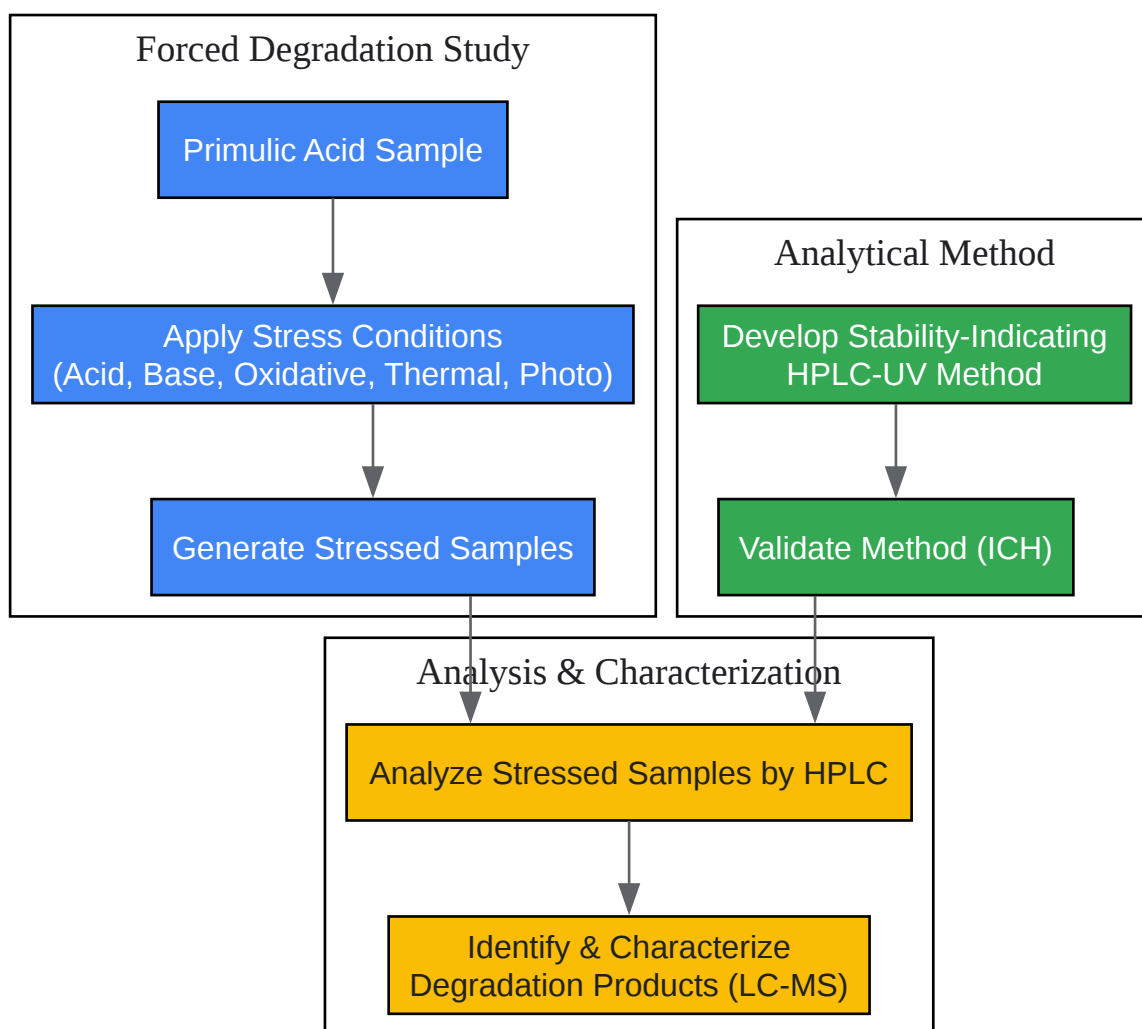 Forced Degradation Study
Primulic Acid Sample
Apply Stress Conditions
(Acid, Base, Oxidative, Thermal, Photo)
Generate Stressed Samples
Analytical Method
Develop Stability-Indicating
HPLC-UV Method
Validate Method (ICH)
Analysis & Characterization
Analyze Stressed Samples by HPLC
Identify & Characterize
Degradation Products (LC-MS)